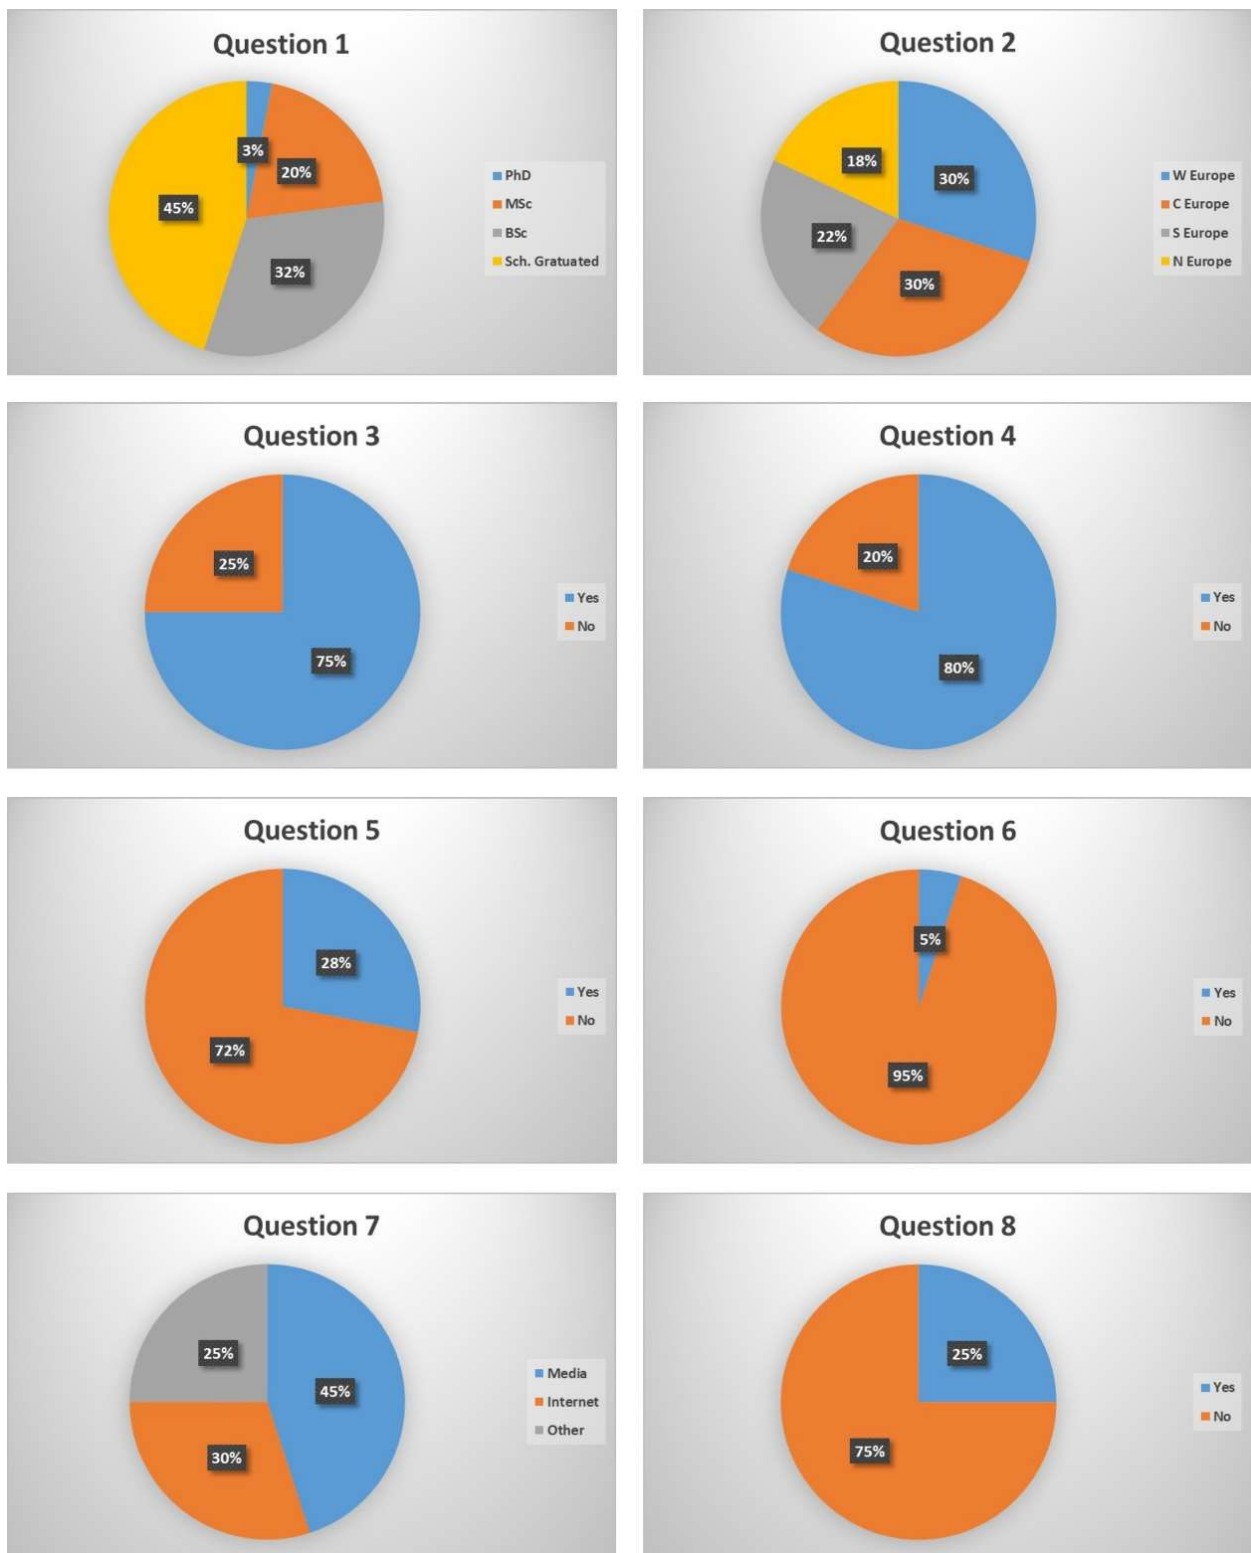 Question 1
3%
20%
45%
32%
PhD
MSc
BSc
Sch. Gratuated
Question 2
18%
30%
22%
30%
W Europe
C Europe
S Europe
N Europe
Question 3
25%
75%
Yes
No
Question 4
20%
80%
Yes
No
Question 5
28%
72%
Yes
No
Question 6
5%
95%
Yes
No
Question 7
25%
45%
30%
Media
Internet
Other
Question 8
25%
75%
Yes
No